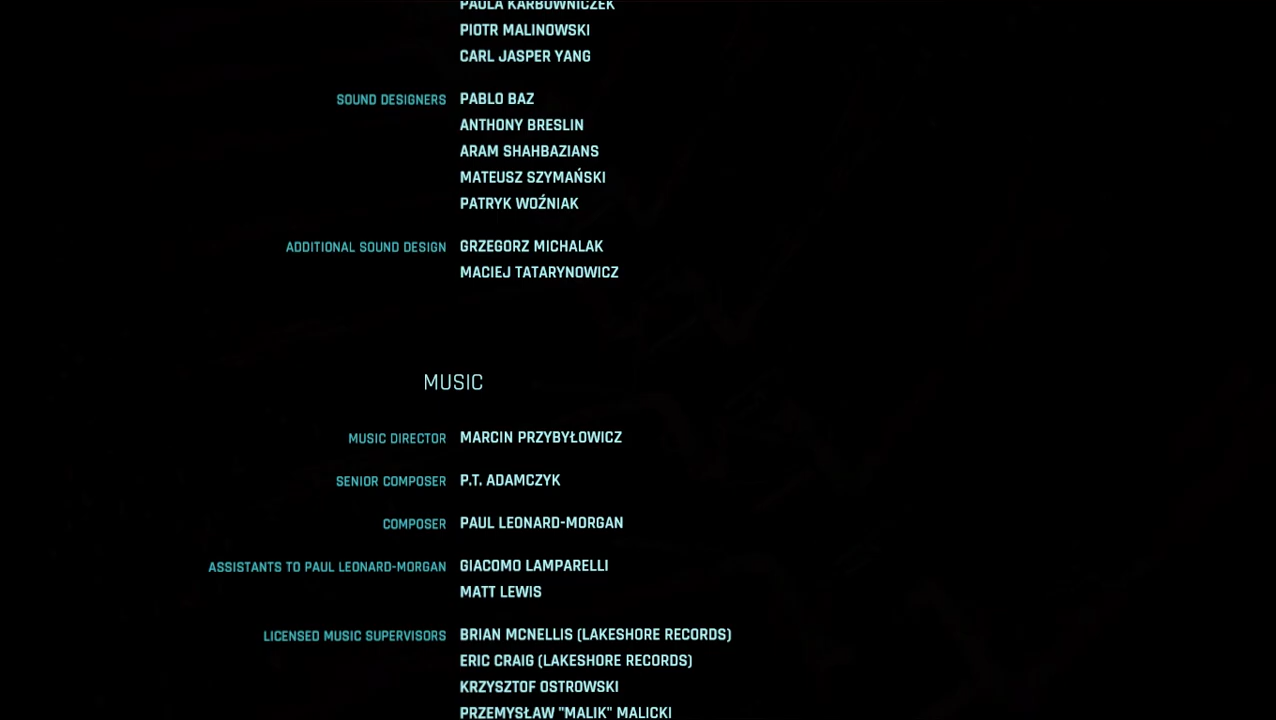 PAULA KARBOWNICZEK
PIOTR MALINOWSKI
CARL JASPER YANG
SOUND DESIGNERS PABLO BAZ
ANTHONY BRESLIN
ARAM SHAHBAZIANS
MATEUSZ SZYMAŃSKI
PATRYK WOŹNIAK
ADDITIONAL SOUND DESIGN GRZEGORZ MICHALAK
MACIEJ TATARYNOWICZ
MUSIC
MUSIC DIRECTOR MARCIN PRZYBYŁOWICZ
SENIOR COMPOSER P.T. ADAMCZYK
COMPOSER PAUL LEONARD-MORGAN
ASSISTANTS TO PAUL LEONARD-MORGAN GIACOMO LAMPARELLI
MATT LEWIS
LICENSED MUSIC SUPERVISORS BRIAN MCNELLIS (LAKESHORE RECORDS)
ERIC CRAIG (LAKESHORE RECORDS)
KRZYSZTOF OSTROWSKI
PRZEMYSŁAW "MALIK" MALICKI